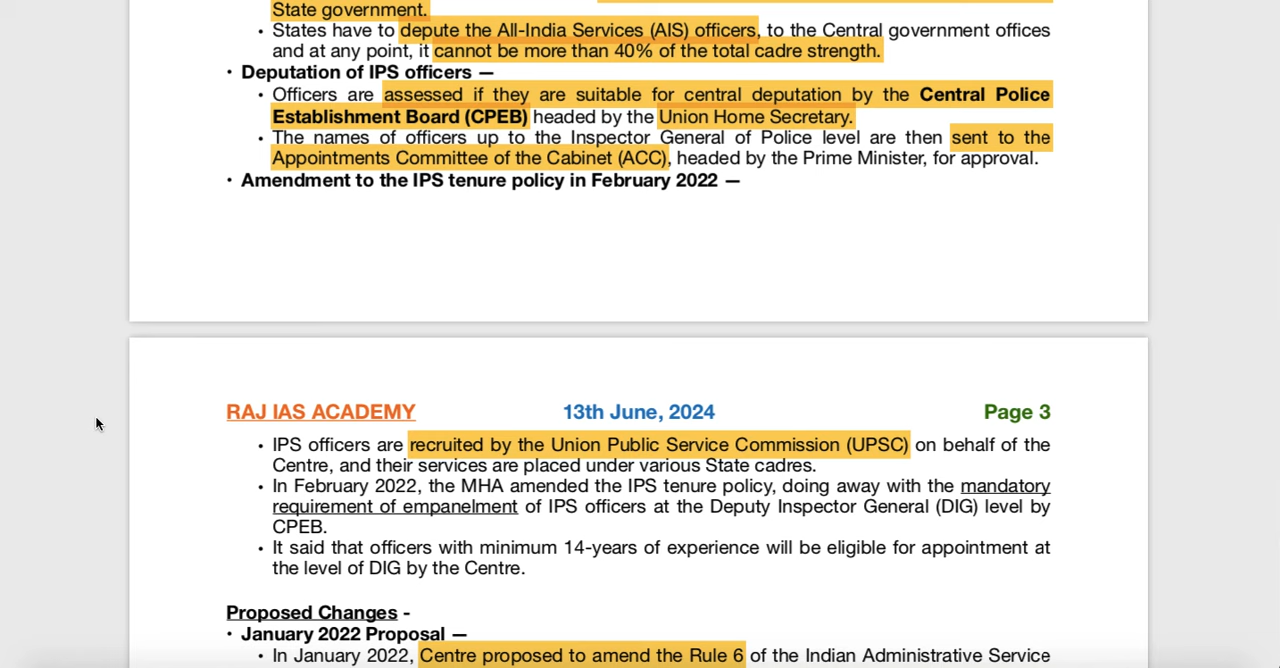 State government.
• States have to depute the All-India Services (AIS) officers, to the Central government offices
and at any point, it cannot be more than 40% of the total cadre strength.
• Deputation of IPS officers —
• Officers are assessed if they are suitable for central deputation by the Central Police
Establishment Board (CPEB) headed by the Union Home Secretary.
• The names of officers up to the Inspector General of Police level are then sent to the
Appointments Committee of the Cabinet (ACC), headed by the Prime Minister, for approval.
• Amendment to the IPS tenure policy in February 2022 —
RAJ IAS ACADEMY 13th June, 2024 Page 3
• IPS officers are recruited by the Union Public Service Commission (UPSC) on behalf of the
Centre, and their services are placed under various State cadres.
• In February 2022, the MHA amended the IPS tenure policy, doing away with the mandatory
requirement of empanelment of IPS officers at the Deputy Inspector General (DIG) level by
CPEB.
• It said that officers with minimum 14-years of experience will be eligible for appointment at
the level of DIG by the Centre.
Proposed Changes -
• January 2022 Proposal —
• In January 2022, Centre proposed to amend the Rule 6 of the Indian Administrative Service